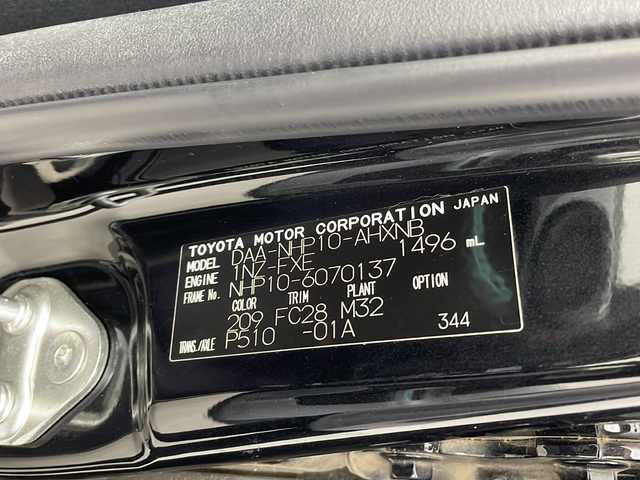 TOYOTA MOTOR CORPORATION JAPAN
MODEL DAA-NHP10-AHXNB
ENGINE 1NZ-FXE 1496 mL
FRAME No. NHP10-6070137
COLOR TRIM PLANT OPTION
209 FC28 M32
TRANS./AXLE P510 -01A 344